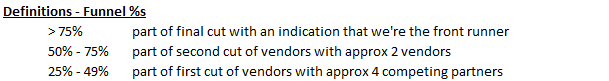 Definitions - Funnel %s
> 75% part of final cut with an indication that we're the front runner
50% - 75% part of second cut of vendors with approx 2 vendors
25% - 49% part of first cut of vendors with approx 4 competing partners